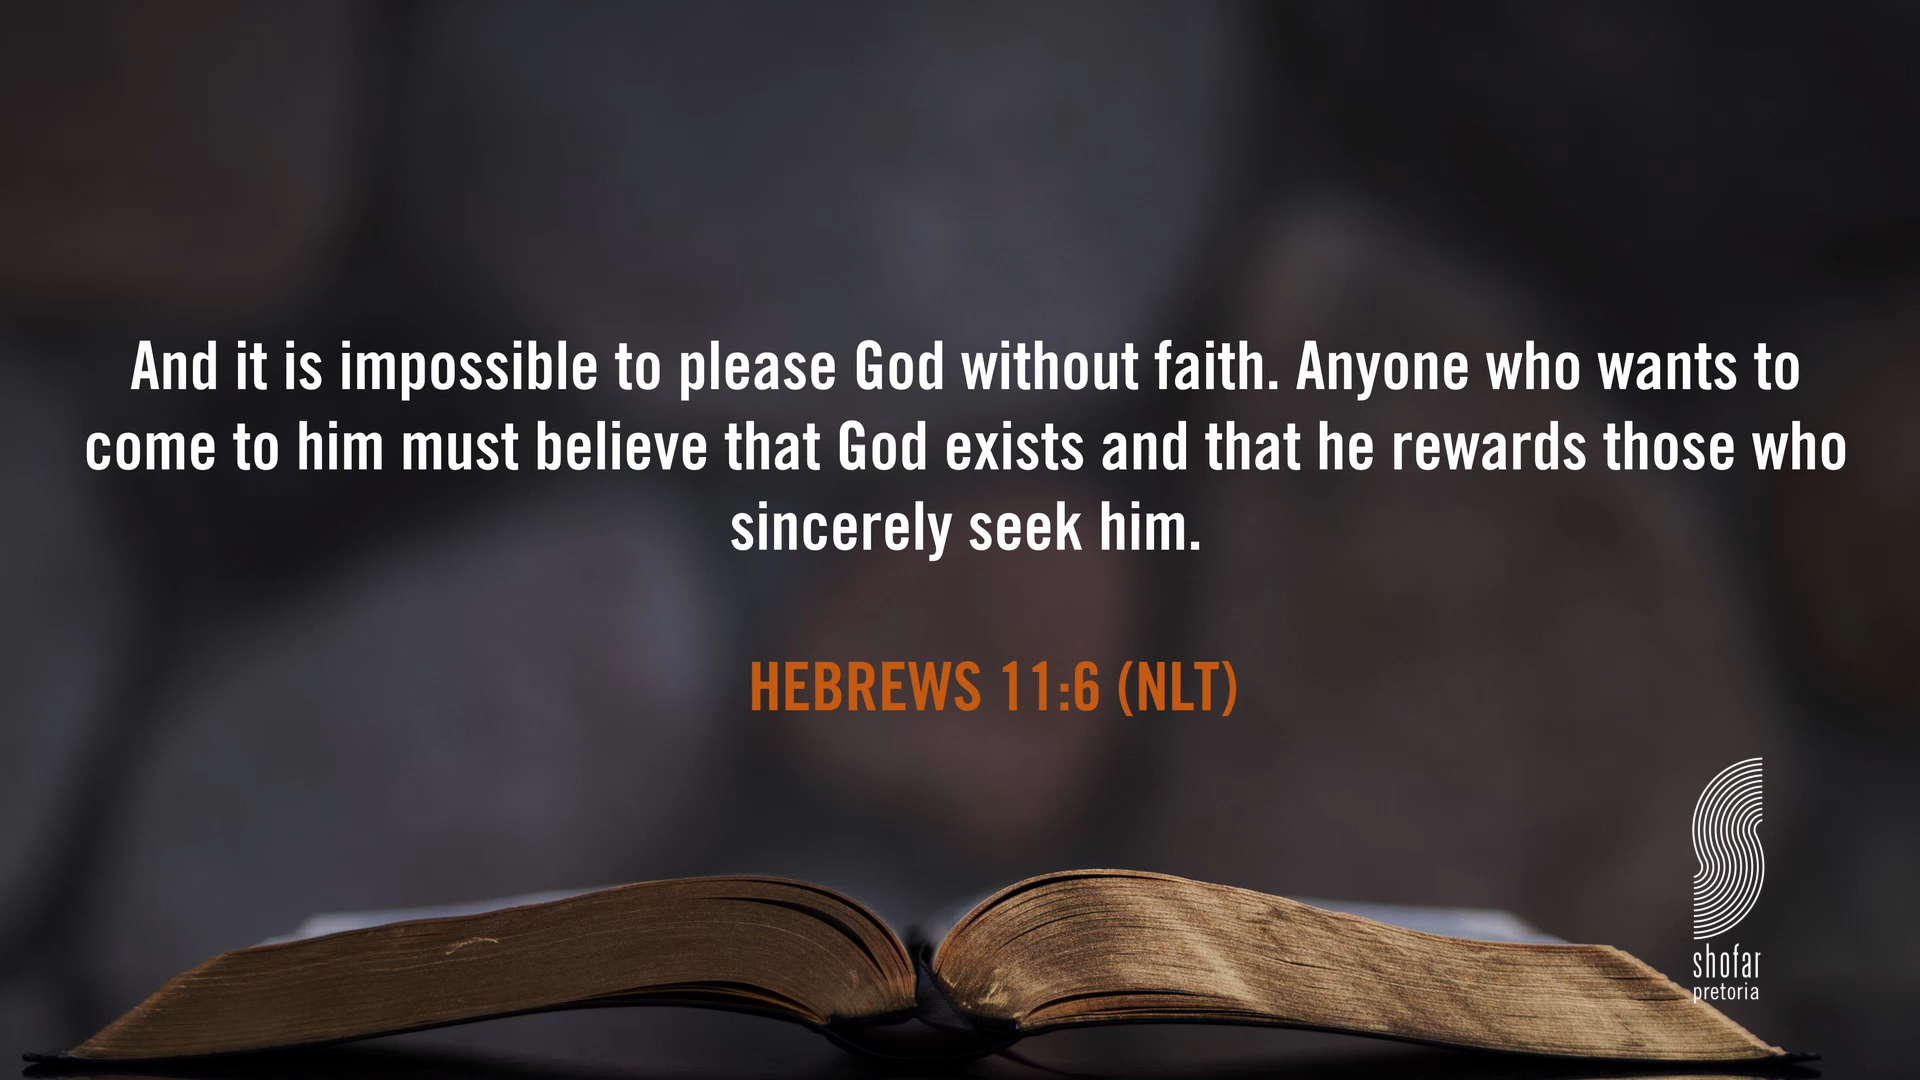 And it is impossible to please God without faith. Anyone who wants to
come to him must believe that God exists and that he rewards those who
sincerely seek him.
HEBREWS 11:6 (NLT)
shofar
pretoria